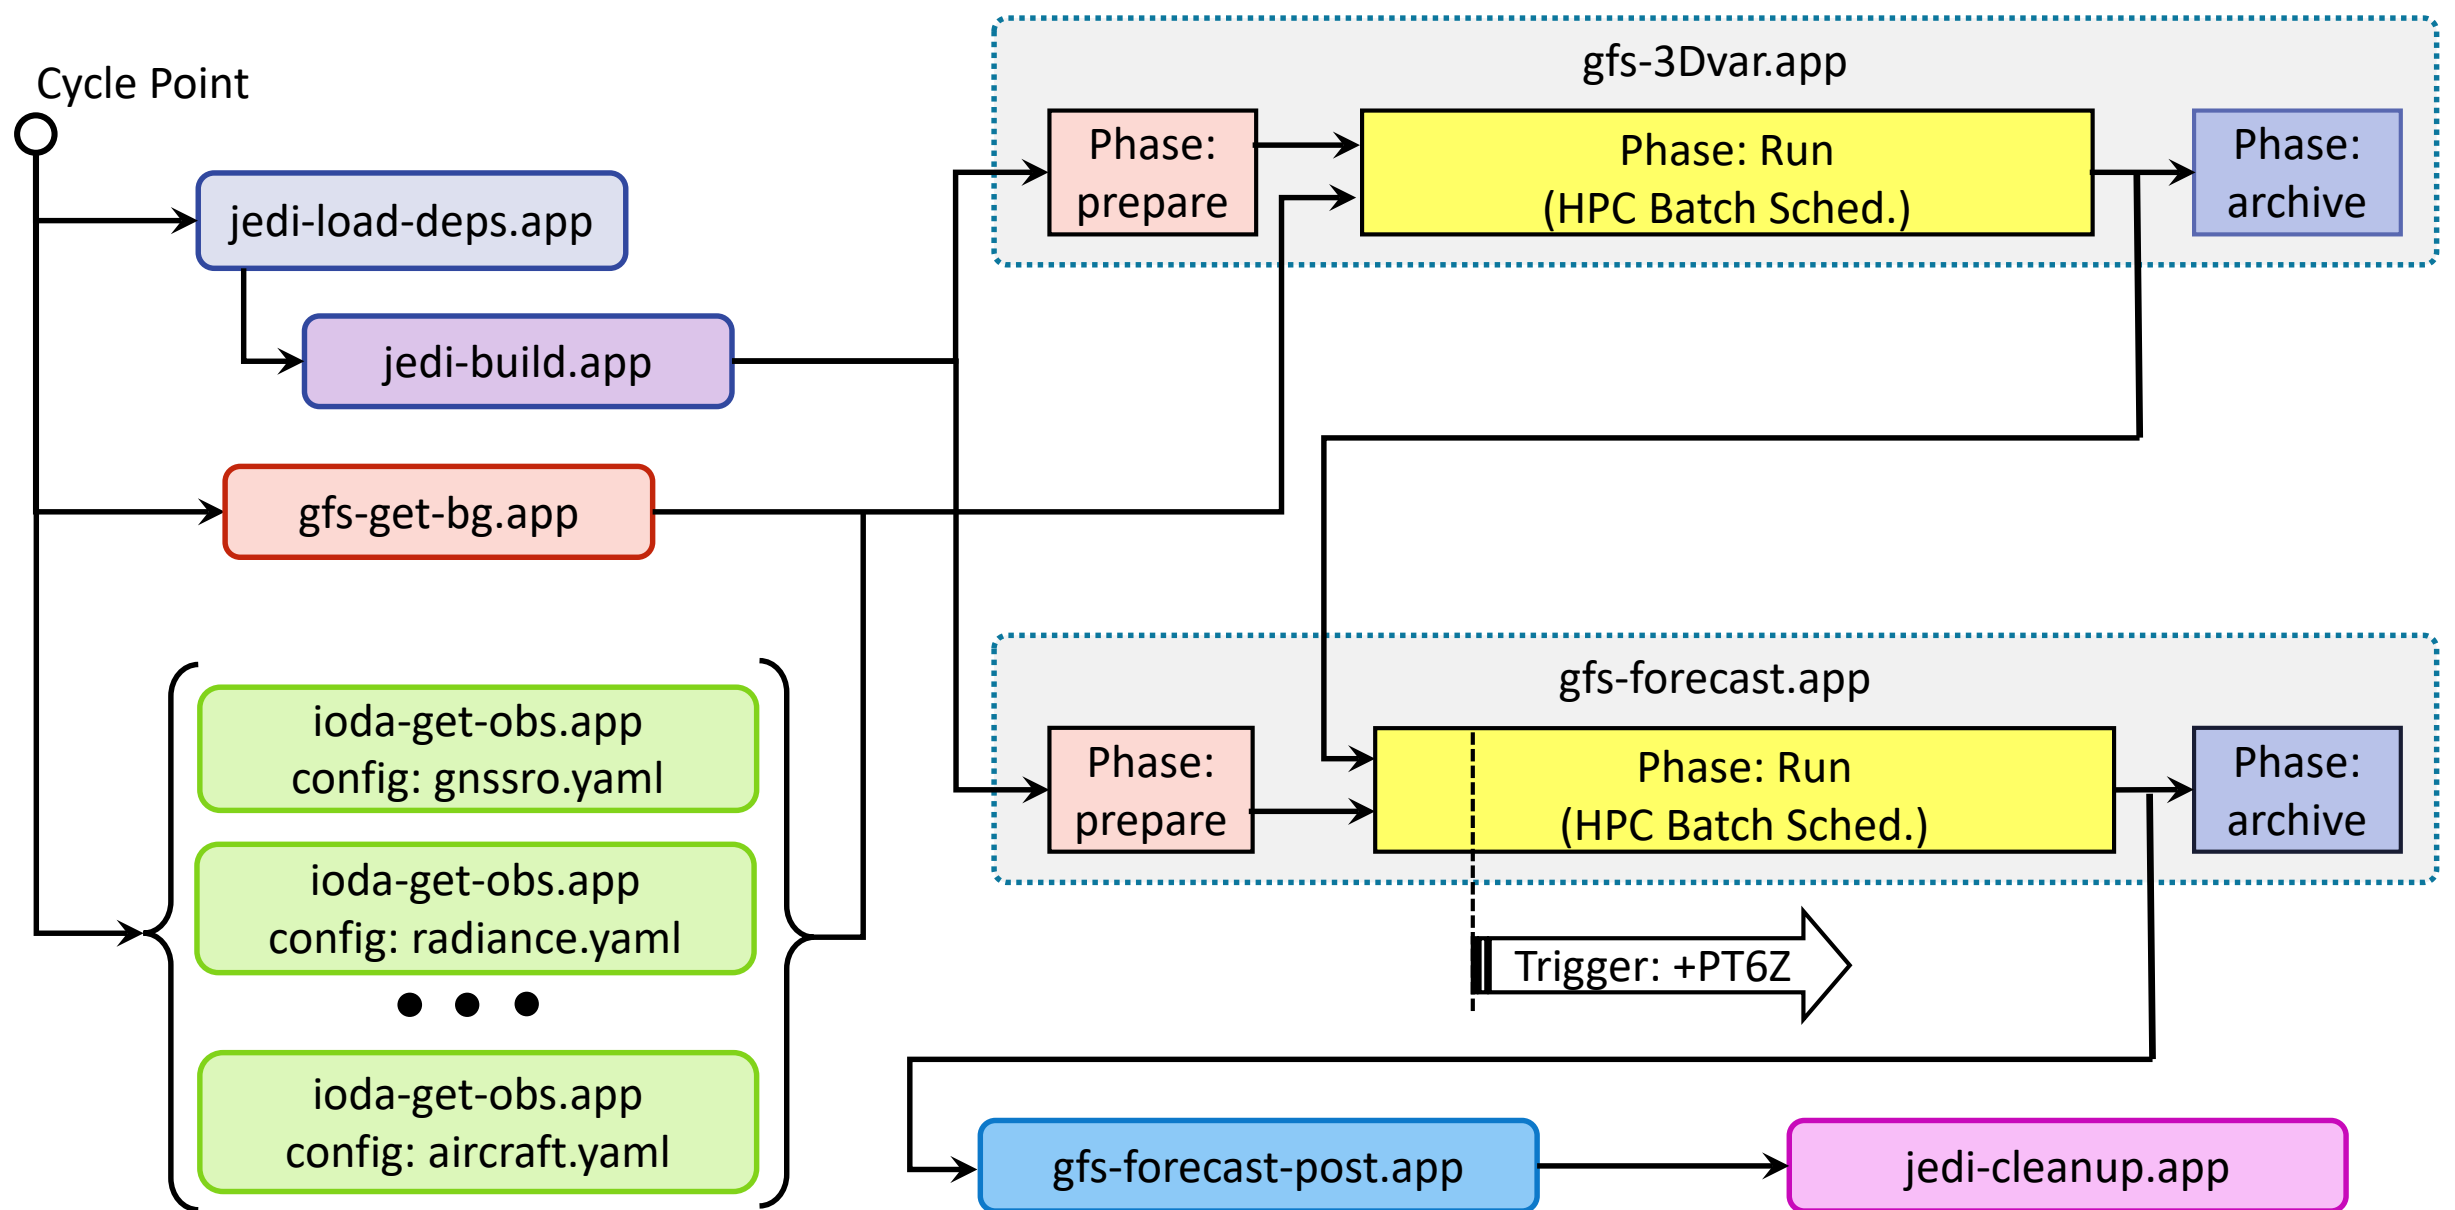 Cycle Point
jedi-load-deps.app
jedi-build.app
gfs-get-bg.app
ioda-get-obs.app
config: gnssro.yaml
ioda-get-obs.app
config: radiance.yaml
ioda-get-obs.app
config: aircraft.yaml
gfs-3Dvar.app
Phase:
prepare
Phase: Run
(HPC Batch Sched.)
Phase:
archive
gfs-forecast.app
Phase:
prepare
Phase: Run
(HPC Batch Sched.)
Phase:
archive
Trigger: +PT6Z
gfs-forecast-post.app
jedi-cleanup.app